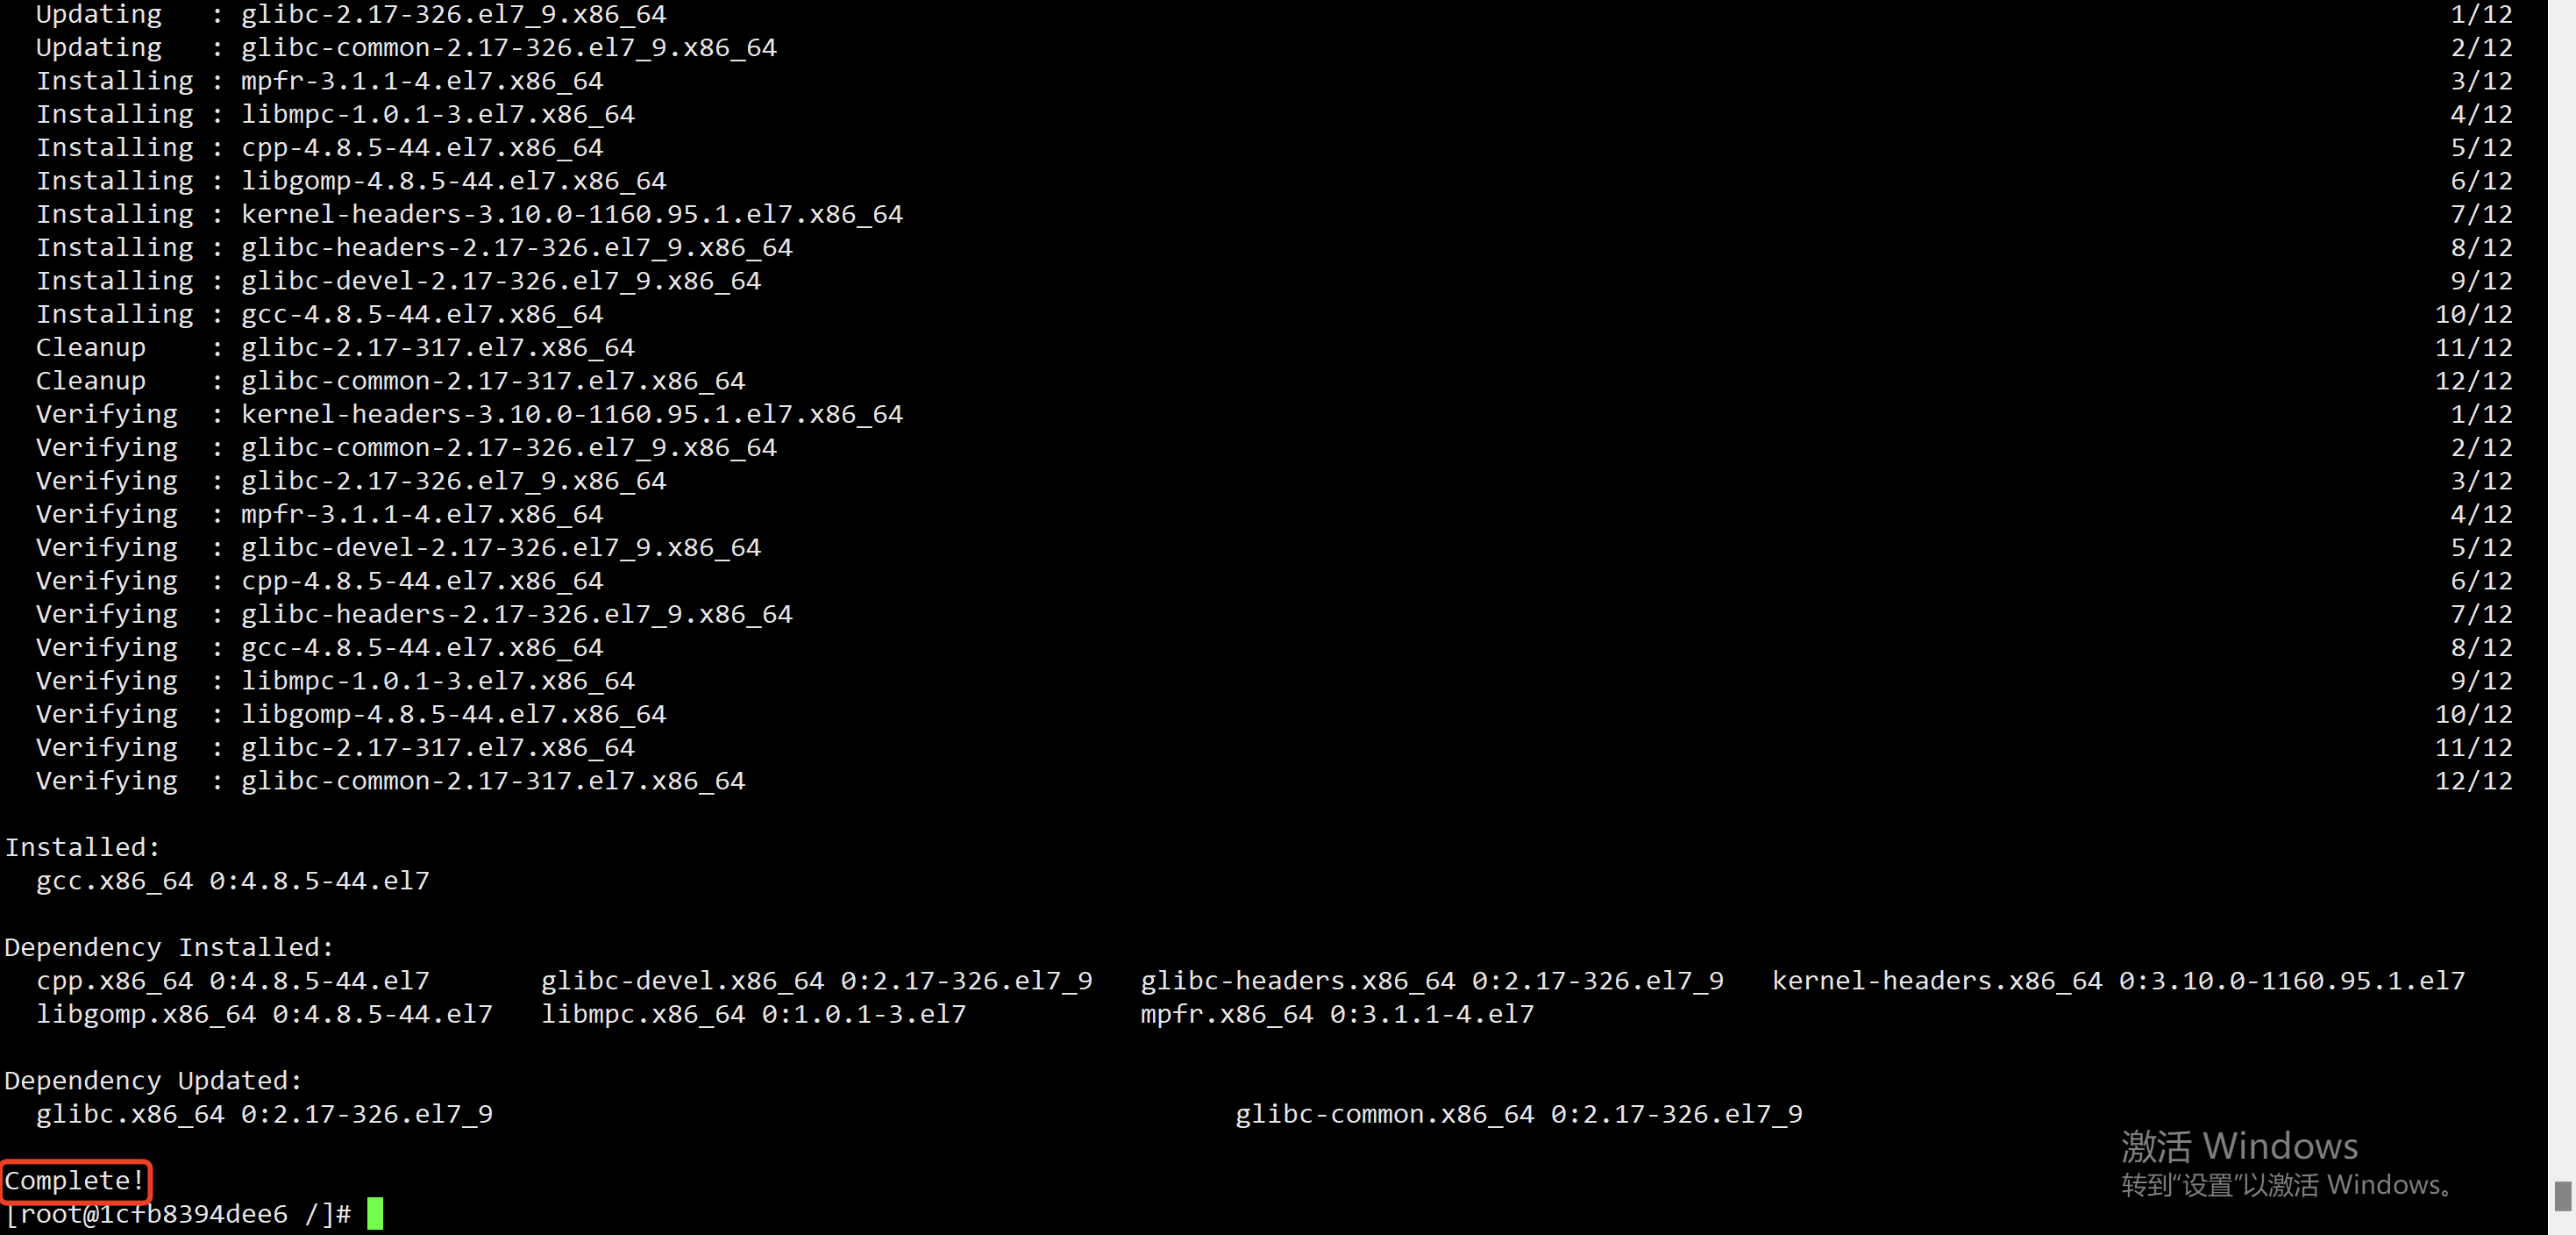 Updating   : glibc-2.17-326.el7_9.x86_64 1/12
Updating   : glibc-common-2.17-326.el7_9.x86_64 2/12
Installing : mpfr-3.1.1-4.el7.x86_64 3/12
Installing : libmpc-1.0.1-3.el7.x86_64 4/12
Installing : cpp-4.8.5-44.el7.x86_64 5/12
Installing : libgomp-4.8.5-44.el7.x86_64 6/12
Installing : kernel-headers-3.10.0-1160.95.1.el7.x86_64 7/12
Installing : glibc-headers-2.17-326.el7_9.x86_64 8/12
Installing : glibc-devel-2.17-326.el7_9.x86_64 9/12
Installing : gcc-4.8.5-44.el7.x86_64 10/12
Cleanup    : glibc-2.17-317.el7.x86_64 11/12
Cleanup    : glibc-common-2.17-317.el7.x86_64 12/12
Verifying  : kernel-headers-3.10.0-1160.95.1.el7.x86_64 1/12
Verifying  : glibc-common-2.17-326.el7_9.x86_64 2/12
Verifying  : glibc-2.17-326.el7_9.x86_64 3/12
Verifying  : mpfr-3.1.1-4.el7.x86_64 4/12
Verifying  : glibc-devel-2.17-326.el7_9.x86_64 5/12
Verifying  : cpp-4.8.5-44.el7.x86_64 6/12
Verifying  : glibc-headers-2.17-326.el7_9.x86_64 7/12
Verifying  : gcc-4.8.5-44.el7.x86_64 8/12
Verifying  : libmpc-1.0.1-3.el7.x86_64 9/12
Verifying  : libgomp-4.8.5-44.el7.x86_64 10/12
Verifying  : glibc-2.17-317.el7.x86_64 11/12
Verifying  : glibc-common-2.17-317.el7.x86_64 12/12
Installed:
gcc.x86_64 0:4.8.5-44.el7
Dependency Installed:
cpp.x86_64 0:4.8.5-44.el7 glibc-devel.x86_64 0:2.17-326.el7_9 glibc-headers.x86_64 0:2.17-326.el7_9 kernel-headers.x86_64 0:3.10.0-1160.95.1.el7
libgomp.x86_64 0:4.8.5-44.el7 libmpc.x86_64 0:1.0.1-3.el7 mpfr.x86_64 0:3.1.1-4.el7
Dependency Updated:
glibc.x86_64 0:2.17-326.el7_9 glibc-common.x86_64 0:2.17-326.el7_9
激活 Windows
转到“设置”以激活 Windows。
Complete!
[root@1cfb8394dee6 /]#